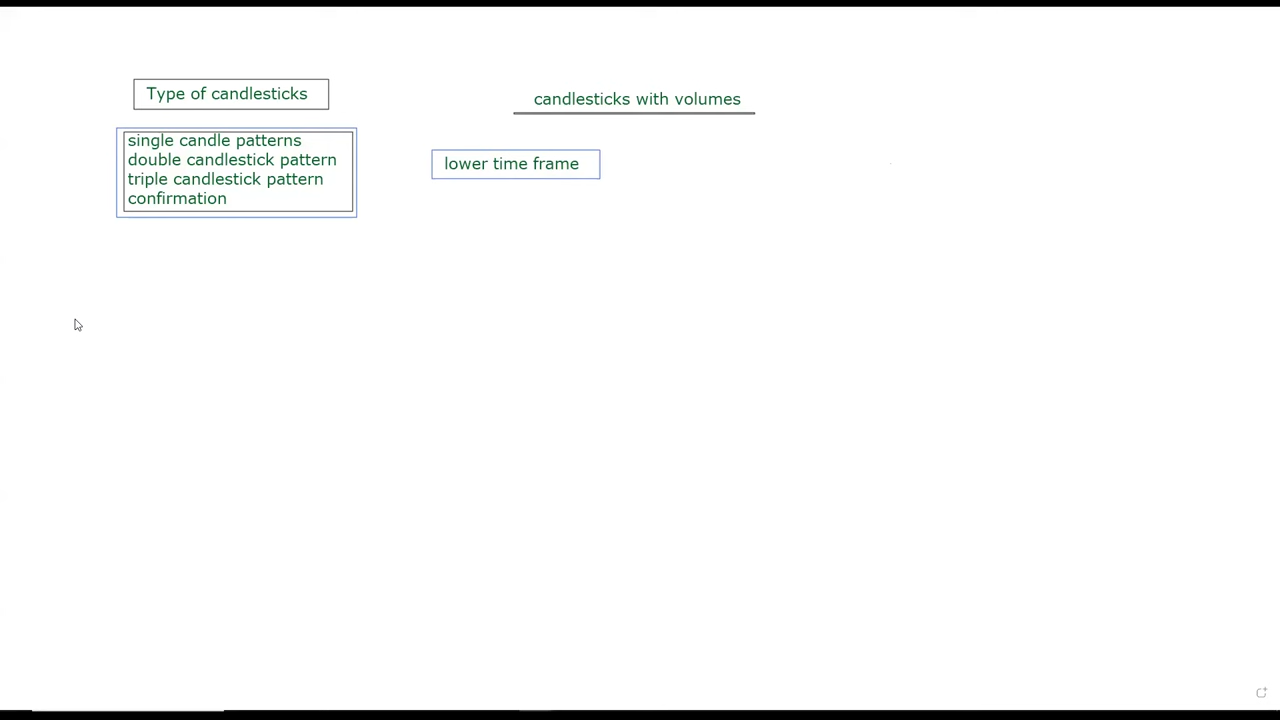 Type of candlesticks
single candle patterns
double candlestick pattern
triple candlestick pattern
confirmation
candlesticks with volumes
lower time frame